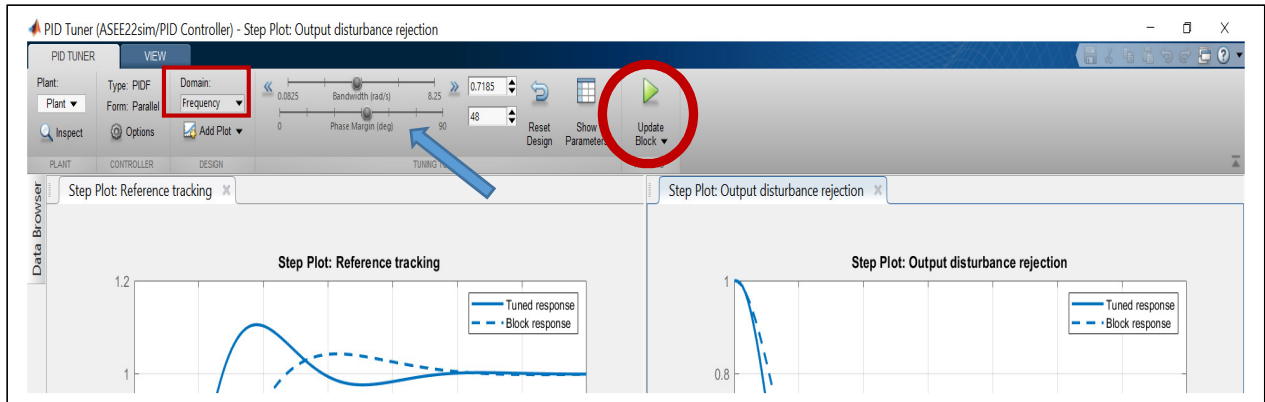 PID Tuner (ASEE22sim/PID Controller) - Step Plot: Output disturbance rejection
PID TUNER VIEW
Plant: Type: PIDF Domain:
Plant Form: Parallel Frequency
0.0825 Bandwidth (rad/s) 8.25 0.7185
Inspect Options Add Plot
0 Phase Margin (deg) 90 48
Reset Design Show Parameters Update Block
PLANT CONTROLLER DESIGN
Data Browser
Step Plot: Reference tracking Step Plot: Output disturbance rejection
Step Plot: Reference tracking
1.2
Tuned response
Block response
1
Step Plot: Output disturbance rejection
1
Tuned response
Block response
0.8